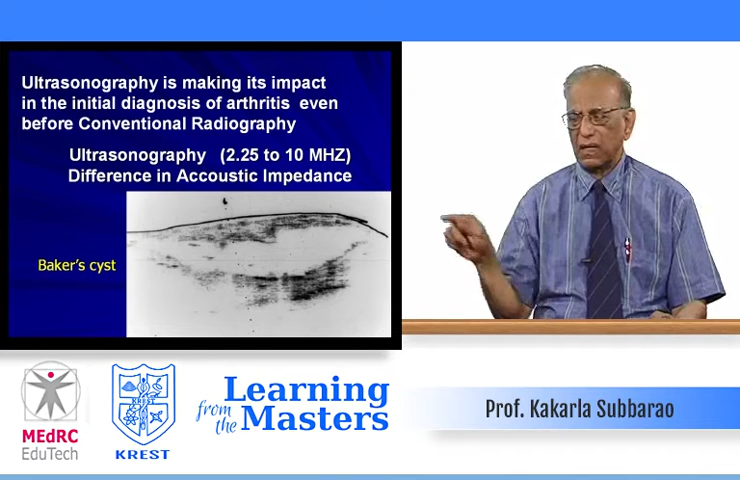 Ultrasonography is making its impact
in the initial diagnosis of arthritis even
before Conventional Radiography
Ultrasonography (2.25 to 10 MHZ)
Difference in Accoustic Impedance
Baker's cyst
MEdRC
EduTech
KREST
KREST
Learning
from the
Masters
Prof. Kakarla Subbarao